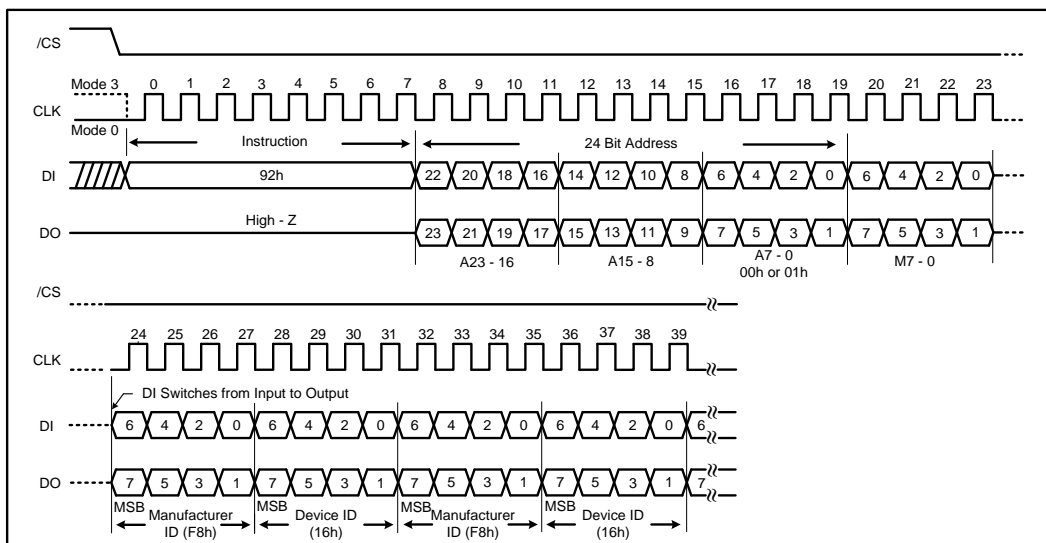 /CS
Mode 3 0 1 2 3 4 5 6 7 8 9 10 11 12 13 14 15 16 17 18 19 20 21 22 23
CLK
Mode 0
Instruction 24 Bit Address
DI 92h 22 20 18 16 14 12 10 8 6 4 2 0 6 4 2 0
High - Z
DO 23 21 19 17 15 13 11 9 7 5 3 1 7 5 3 1
A23 - 16 A15 - 8 A7 - 0 M7 - 0
00h or 01h
/CS
24 25 26 27 28 29 30 31 32 33 34 35 36 37 38 39
CLK
DI Switches from Input to Output
DI 6 4 2 0 6 4 2 0 6 4 2 0 6 4 2 0 6
DO 7 5 3 1 7 5 3 1 7 5 3 1 7 5 3 1 7
MSB MSB MSB MSB
Manufacturer Device ID Manufacturer Device ID
ID (F8h) (16h) ID (F8h) (16h)